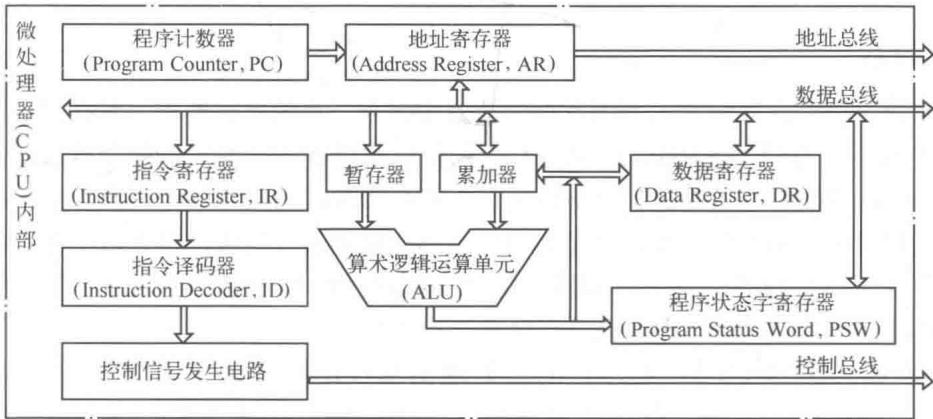 微处理器(CPU)内部
程序计数器
(Program Counter, PC)
地址寄存器
(Address Register, AR)
地址总线
数据总线
指令寄存器
(Instruction Register, IR)
暂存器
累加器
数据寄存器
(Data Register, DR)
指令译码器
(Instruction Decoder, ID)
算术逻辑运算单元
(ALU)
程序状态字寄存器
(Program Status Word, PSW)
控制信号发生电路
控制总线